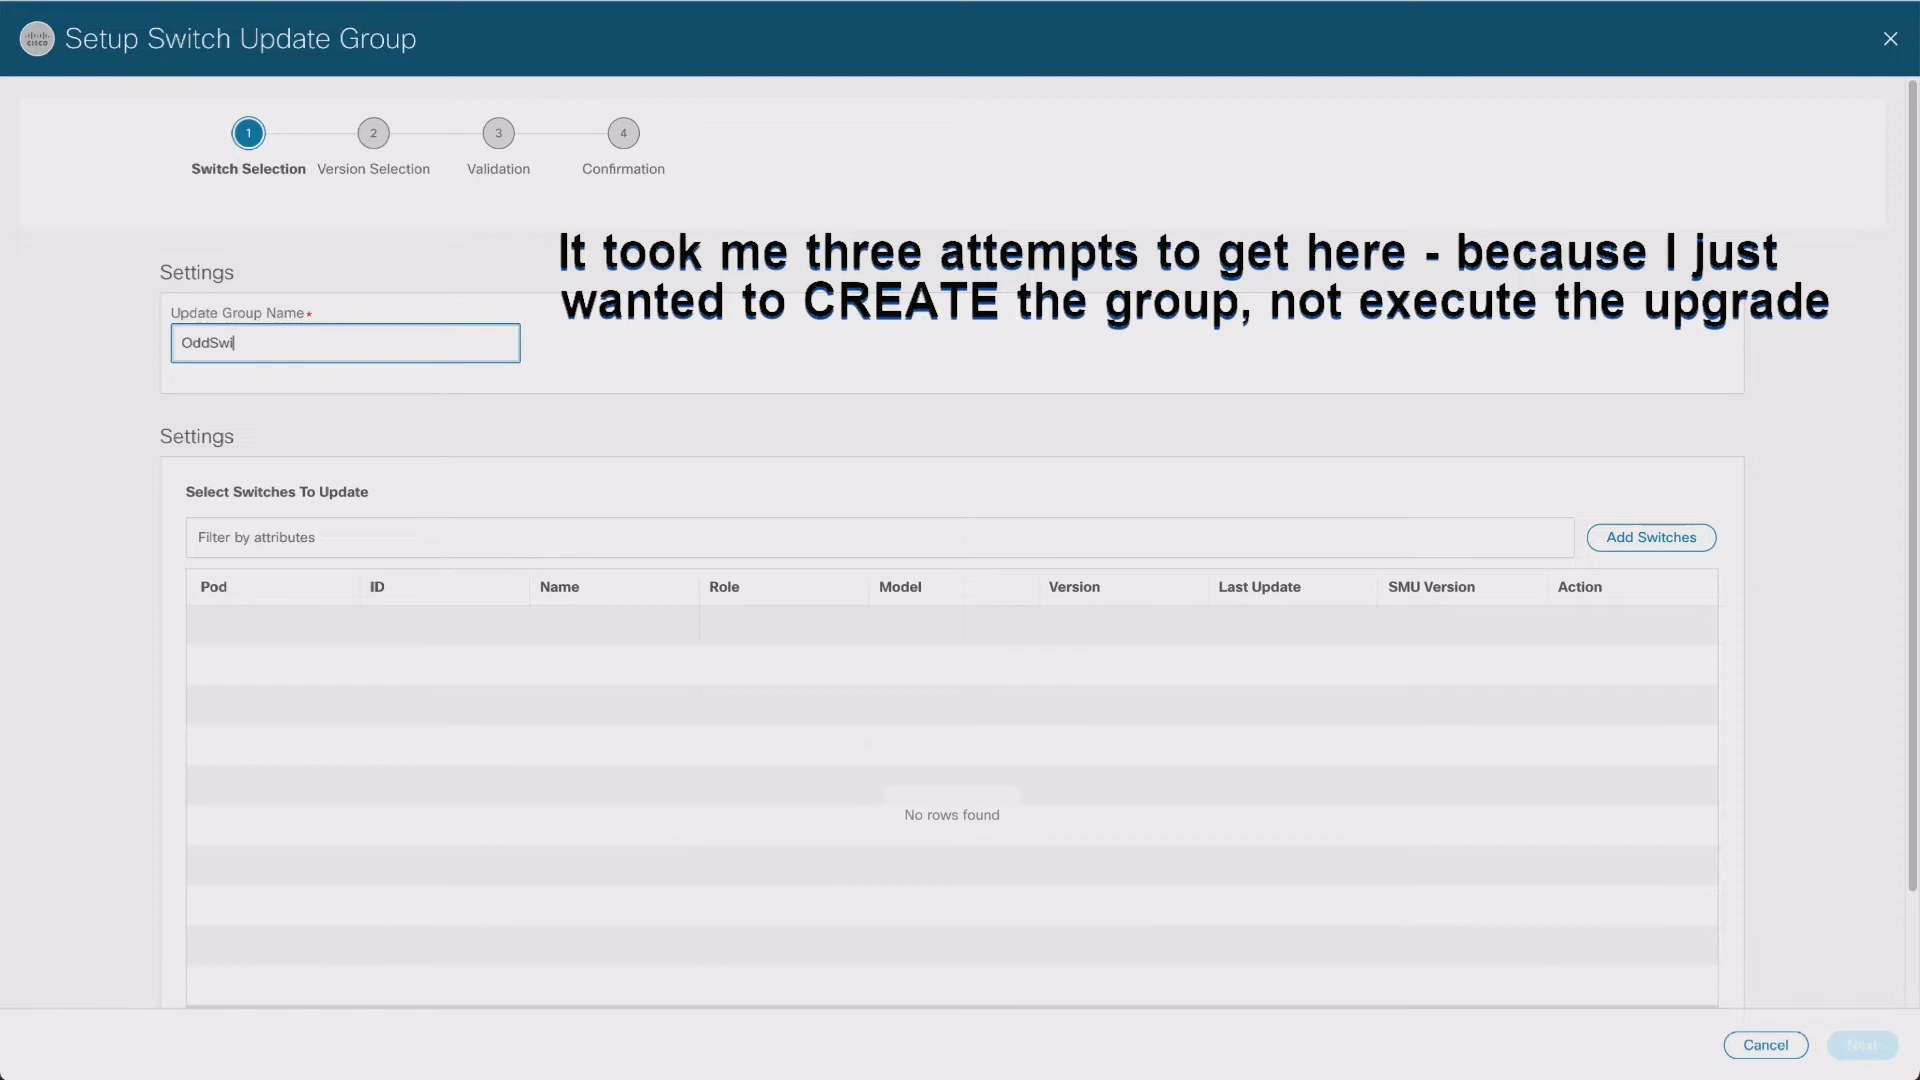 CISCO
Setup Switch Update Group
1 2 3 4
Switch Selection Version Selection Validation Confirmation
It took me three attempts to get here - because I just
wanted to CREATE the group, not execute the upgrade
Settings
Update Group Name*
OddSwi
Settings
Select Switches To Update
Filter by attributes Add Switches
Pod ID Name Role Model Version Last Update SMU Version Action
No rows found
Cancel Next